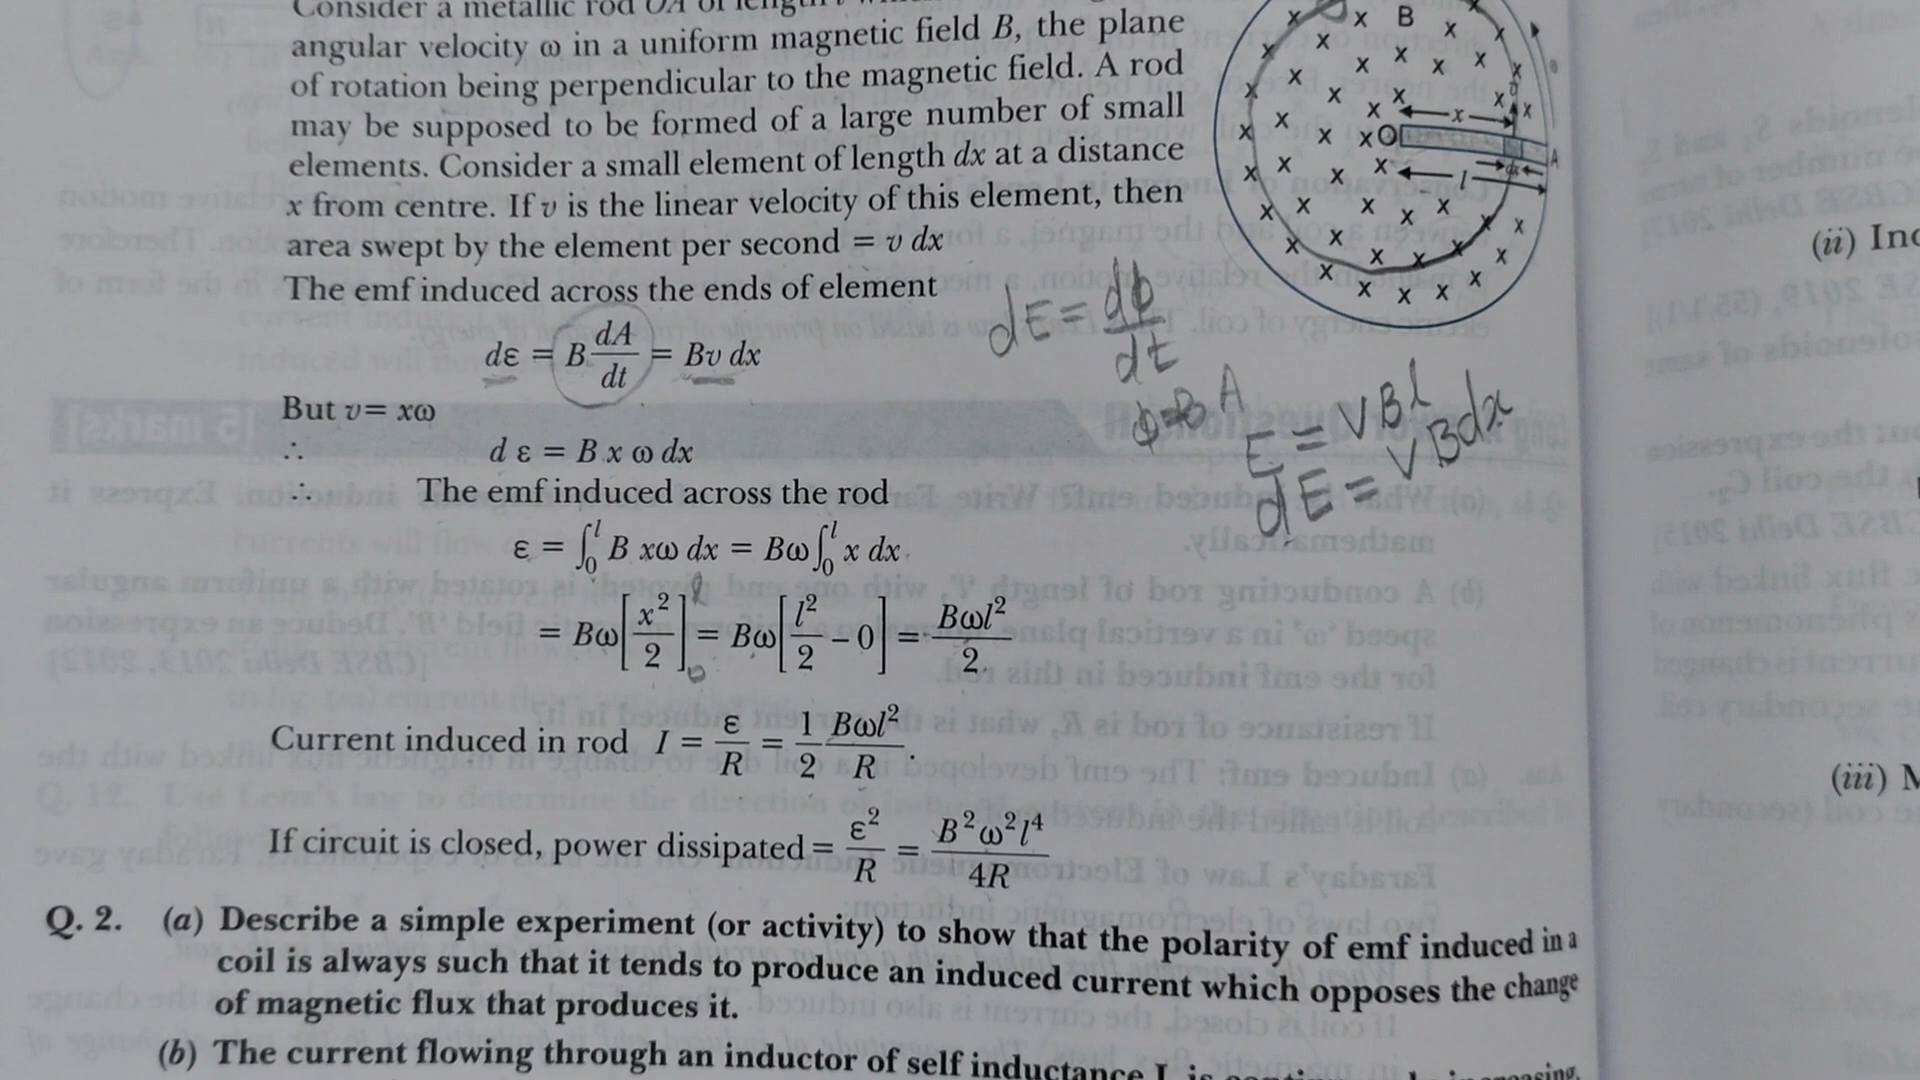 Consider a metallic rod OA of length
angular velocity ω in a uniform magnetic field B, the plane
of rotation being perpendicular to the magnetic field. A rod
may be supposed to be formed of a large number of small
elements. Consider a small element of length dx at a distance
x from centre. If v is the linear velocity of this element, then
area swept by the element per second = v dx
The emf induced across the ends of element
dε = B dA/dt = Bv dx
But v = xω
∴ d ε = B x ω dx
∴ The emf induced across the rod
ε = ∫₀ˡ B xω dx = Bω ∫₀ˡ x dx
= Bω [x²/2]ₒˡ = Bω [l²/2 – 0] = Bωl²/2
Current induced in rod I = ε/R = 1/2 Bωl²/R.
If circuit is closed, power dissipated = ε²/R = B²ω²l⁴/4R
Q. 2. (a) Describe a simple experiment (or activity) to show that the polarity of emf induced in a
coil is always such that it tends to produce an induced current which opposes the change
of magnetic flux that produces it.
(b) The current flowing through an inductor of self inductance L is
x B
x
O
A
l
dx
dE = dϕ/dt
ϕ=BA
E = VBl
dE = VBdx
(ii) Inc
(iii) M